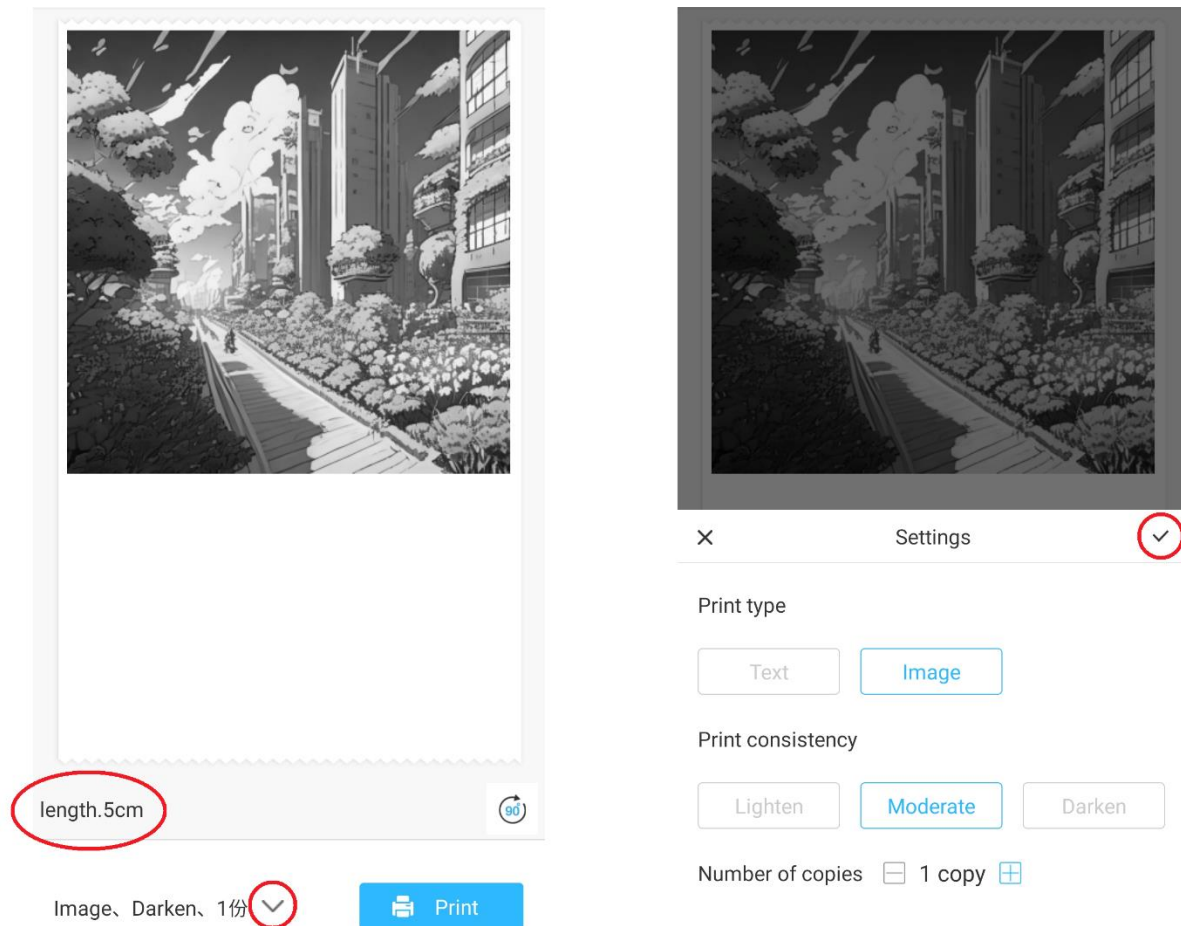 length.5cm
90
Image、Darken、1份
Print
Settings
Print type
Text
Image
Print consistency
Lighten
Moderate
Darken
Number of copies
1 copy